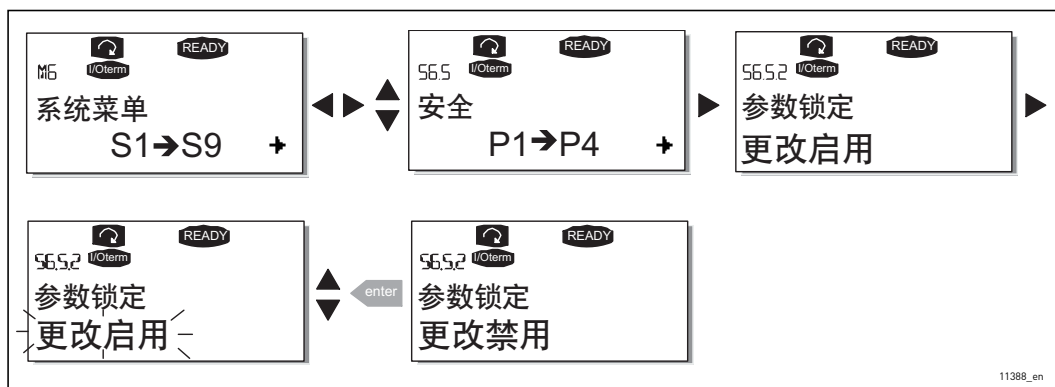 READY
M6 I/Oterm
系统菜单
S1➔S9
READY
S6.5 I/Oterm
安全
P1➔P4
READY
S6.5.2 I/Oterm
参数锁定
更改启用
READY
S6.5.2 I/Oterm
参数锁定
更改启用
enter
READY
S6.5.2 I/Oterm
参数锁定
更改禁用
11388_en